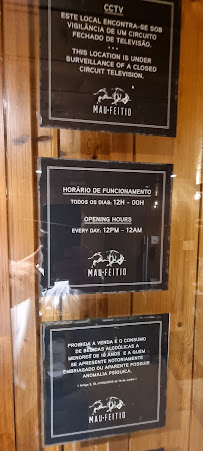 CCTV
ESTE LOCAL ENCONTRA-SE SOB
VIGILÂNCIA DE UM CIRCUITO
FECHADO DE TELEVISÃO.
THIS LOCATION IS UNDER
SURVEILLANCE OF A CLOSED
CIRCUIT TELEVISION.
MAU-FEITIO
HORÁRIO DE FUNCIONAMENTO
TODOS OS DIAS: 12H - 00H
OPENING HOURS
EVERY DAY: 12PM - 12AM
MAU-FEITIO
PROIBIDA A VENDA E O CONSUMO
DE BEBIDAS ALCOÓLICAS A
MENORES DE 18 ANOS E A QUEM
SE APRESENTE NOTORIAMENTE
EMBRIAGADO OU APARENTE POSSUIR
ANOMALIA PSÍQUICA.
MAU-FEITIO